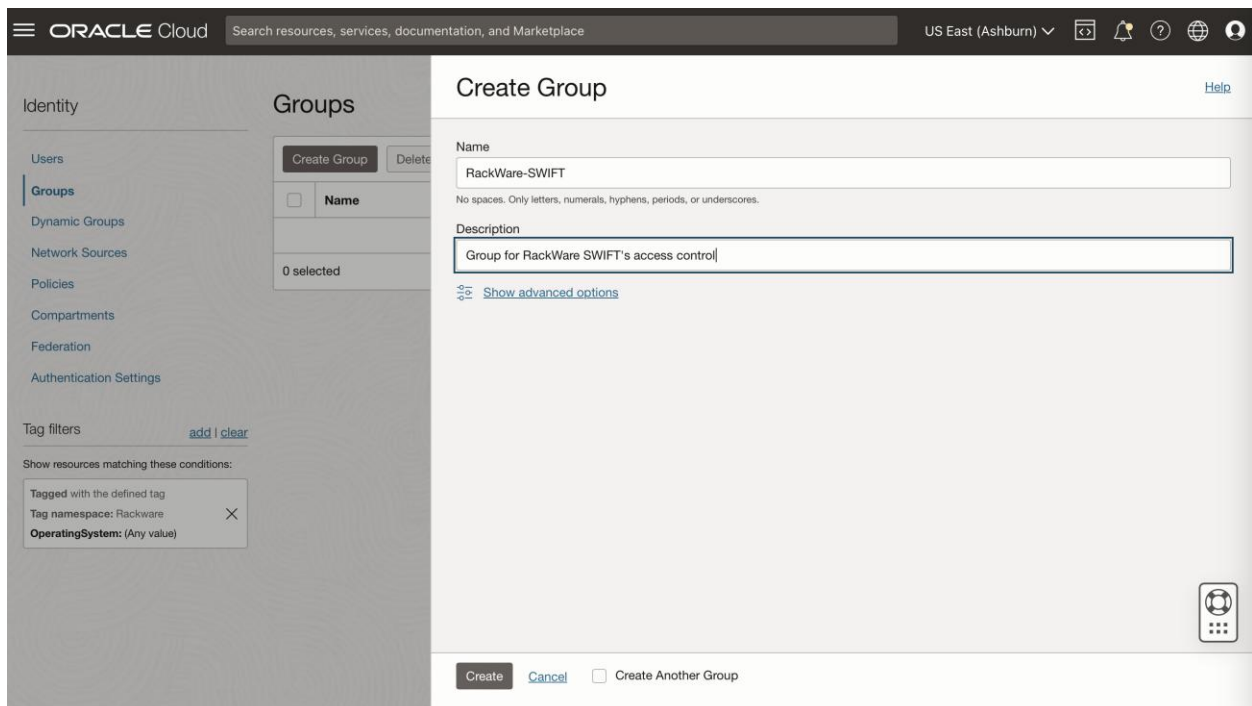 ORACLE Cloud
Search resources, services, documentation, and Marketplace
US East (Ashburn)
Identity
Users
Groups
Dynamic Groups
Network Sources
Policies
Compartments
Federation
Authentication Settings
Tag filters
add | clear
Show resources matching these conditions:
Tagged with the defined tag
Tag namespace: Rackware
OperatingSystem: (Any value)
Groups
Create Group
Delete
Name
0 selected
Create Group
Help
Name
RackWare-SWIFT
No spaces. Only letters, numerals, hyphens, periods, or underscores.
Description
Group for RackWare SWIFT's access control
Show advanced options
Create
Cancel
Create Another Group